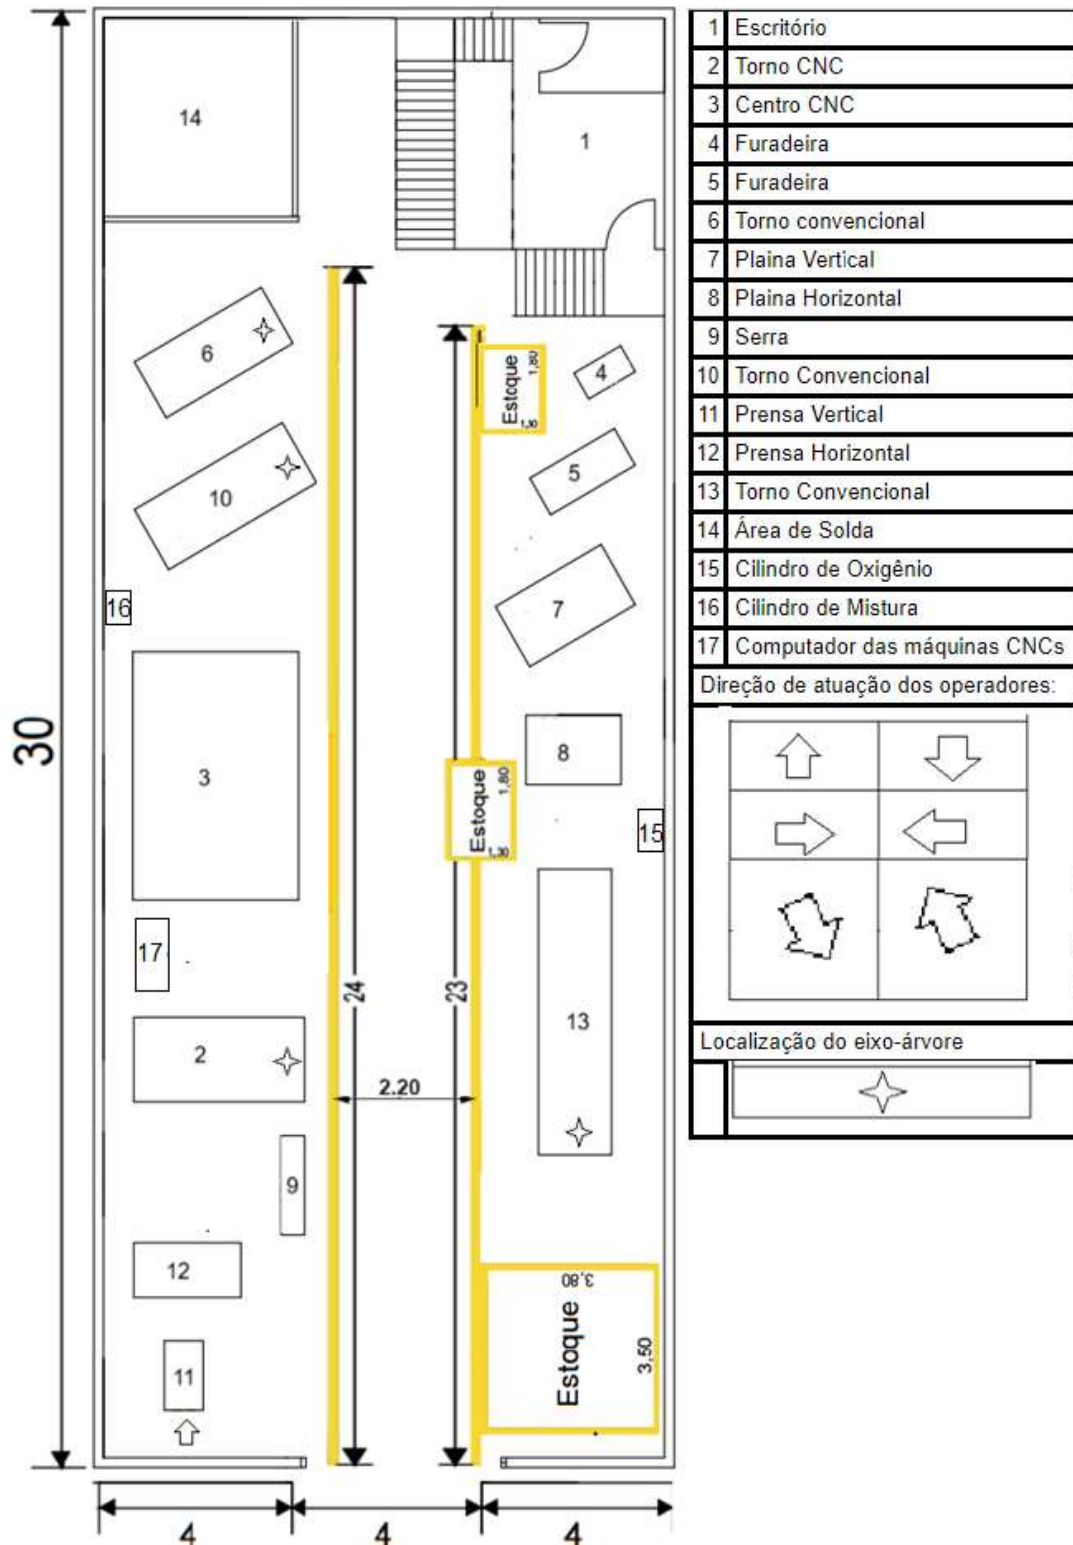 14
1
6
4
Estoque
1,80
1,30
5
10
7
16
8
3
Estoque
1,80
1,30
15
30
17
24
23
13
2
2.20
9
12
3,80
Estoque
3,50
11
4
4
4
1 Escritório
2 Torno CNC
3 Centro CNC
4 Furadeira
5 Furadeira
6 Torno convencional
7 Plaina Vertical
8 Plaina Horizontal
9 Serra
10 Torno Convencional
11 Prensa Vertical
12 Prensa Horizontal
13 Torno Convencional
14 Área de Solda
15 Cilindro de Oxigênio
16 Cilindro de Mistura
17 Computador das máquinas CNCs
Direção de atuação dos operadores:
Localização do eixo-árvore